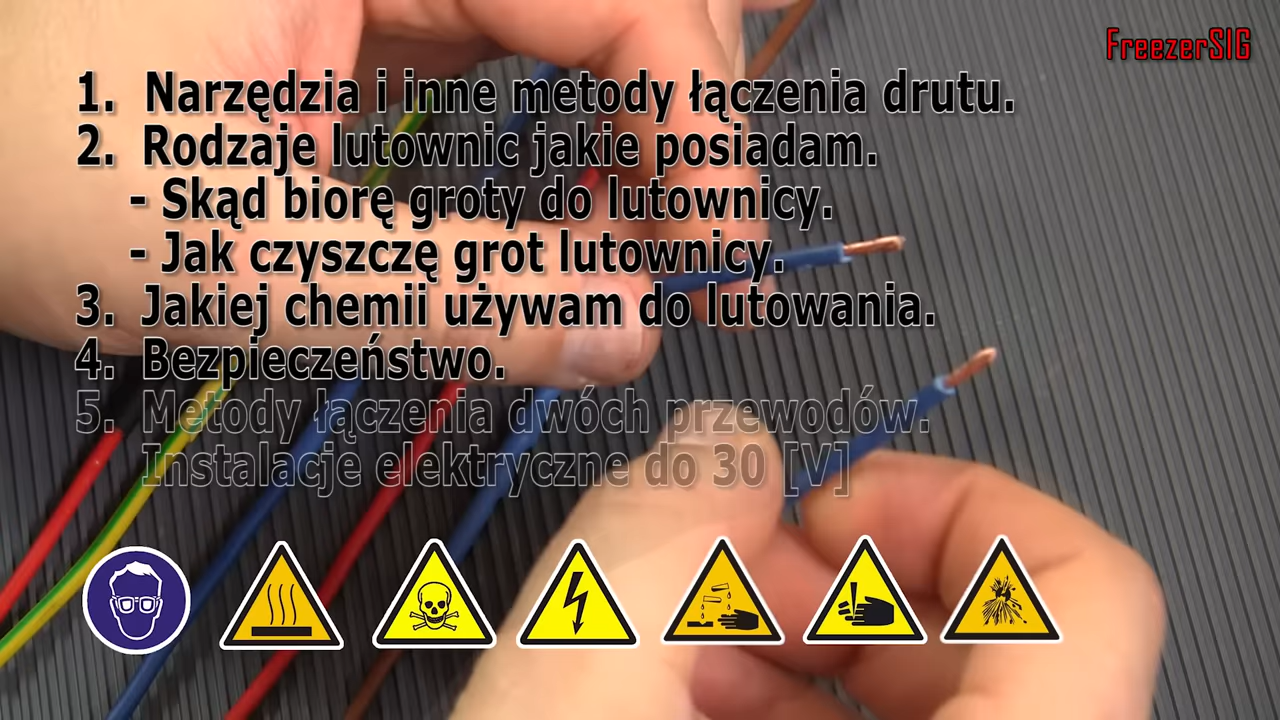 FreezerSIG
1. Narzędzia i inne metody łączenia drutu.
2. Rodzaje lutownic jakie posiadam.
- Skąd biorę groty do lutownicy.
- Jak czyszczę grot lutownicy.
3. Jakiej chemii używam do lutowania.
4. Bezpieczeństwo.
5. Metody łączenia dwóch przewodów.
Instalacje elektryczne do 30 [V]